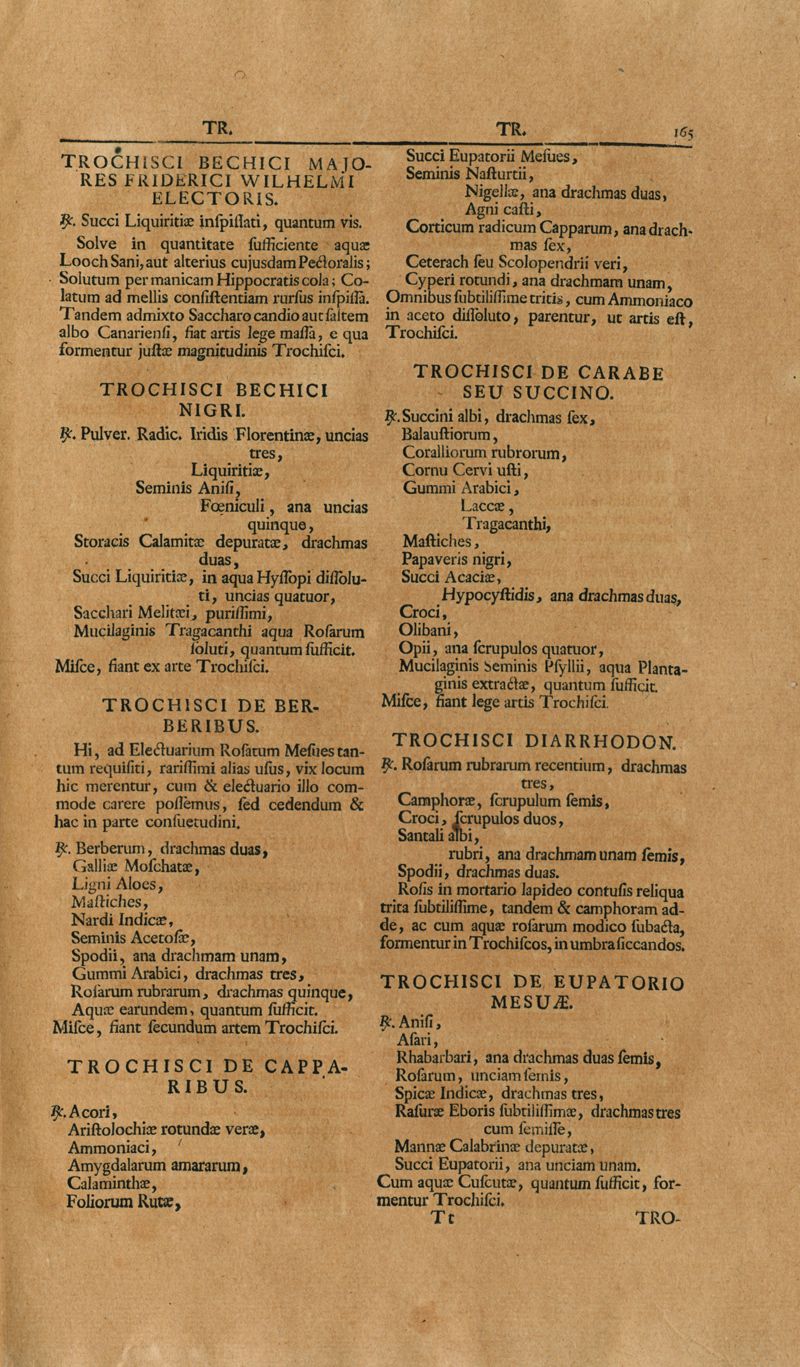 TR.
TROCHISCI BECHICI MAJO-
RES FRIDERICI WILHELMI
ELECTORIS.
℞. Succi Liquiritiæ inſpiſſati, quantum vis.
Solve in quantitate ſufficiente aquæ
Looch Sani, aut alterius cujusdam Pectoralis;
Solutum per manicam Hippocratis cola; Co-
latum ad mellis conſiſtentiam rurſus inſpiſſa.
Tandem admixto Saccharo candio aut ſaltem
albo Canarienſi, fiat artis lege maſſa, e qua
formentur juſtæ magnitudinis Trochiſci.
TROCHISCI BECHICI
NIGRI.
℞. Pulver. Radic. Iridis Florentinæ, uncias
tres,
Liquiritiæ,
Seminis Aniſi,
Fœniculi, ana uncias
quinque,
Storacis Calamitæ depuratæ, drachmas
duas,
Succi Liquiritiæ, in aqua Hyſſopi diſſolu-
ti, uncias quatuor,
Sacchari Melitæi, puriſſimi,
Mucilaginis Tragacanthi aqua Roſarum
ſoluti, quantum ſufficit.
Miſce, fiant ex arte Trochiſci.
TROCHISCI DE BER-
BERIBUS.
Hi, ad Electuarium Roſatum Meſues tan-
tum requiſiti, rariſſimi alias uſus, vix locum
hic merentur, cum & electuario illo com-
mode carere poſſemus, ſed cedendum &
hac in parte conſuetudini.
℞. Berberum, drachmas duas,
Galliæ Moſchatæ,
Ligni Aloes,
Maſtiches,
Nardi Indicæ,
Seminis Acetoſæ,
Spodii, ana drachmam unam,
Gummi Arabici, drachmas tres,
Roſarum rubrarum, drachmas quinque,
Aquæ earundem, quantum ſufficit.
Miſce, fiant ſecundum artem Trochiſci.
TROCHISCI DE CAPPA-
RIBUS.
℞. Acori,
Ariſtolochiæ rotundæ veræ,
Ammoniaci,
Amygdalarum amararum,
Calaminthæ,
Foliorum Rutæ,
TR. 165
Succi Eupatorii Meſues,
Seminis Naſturtii,
Nigellæ, ana drachmas duas,
Agni caſti,
Corticum radicum Capparum, ana drach-
mas ſex,
Ceterach ſeu Scolopendrii veri,
Cyperi rotundi, ana drachmam unam,
Omnibus ſubtiliſſime tritis, cum Ammoniaco
in aceto diſſoluto, parentur, ut artis eſt,
Trochiſci.
TROCHISCI DE CARABE
SEU SUCCINO.
℞. Succini albi, drachmas ſex,
Balauſtiorum,
Coralliorum rubrorum,
Cornu Cervi uſti,
Gummi Arabici,
Laccæ,
Tragacanthi,
Maſtiches,
Papaveris nigri,
Succi Acaciæ,
Hypocyſtidis, ana drachmas duas,
Croci,
Olibani,
Opii, ana ſcrupulos quatuor,
Mucilaginis Seminis Pſyllii, aqua Planta-
ginis extractæ, quantum ſufficit.
Miſce, fiant lege artis Trochiſci.
TROCHISCI DIARRHODON.
℞. Roſarum rubrarum recentium, drachmas
tres,
Camphoræ, ſcrupulum ſemis,
Croci, ſcrupulos duos,
Santali albi,
rubri, ana drachmam unam ſemis,
Spodii, drachmas duas.
Roſis in mortario lapideo contuſis reliqua
trita ſubtiliſſime, tandem & camphoram ad-
de, ac cum aquæ roſarum modico ſubacta,
formentur in Trochiſcos, in umbra ſiccandos.
TROCHISCI DE EUPATORIO
MESUÆ.
℞. Aniſi,
Aſari,
Rhabarbari, ana drachmas duas ſemis,
Roſarum, unciam ſemis,
Spicæ Indicæ, drachmas tres,
Raſuræ Eboris ſubtiliſſimæ, drachmas tres
cum ſemiſſe,
Mannæ Calabrinæ depuratæ,
Succi Eupatorii, ana unciam unam.
Cum aquæ Cuſcutæ, quantum ſufficit, for-
mentur Trochiſci.
Tt TRO-